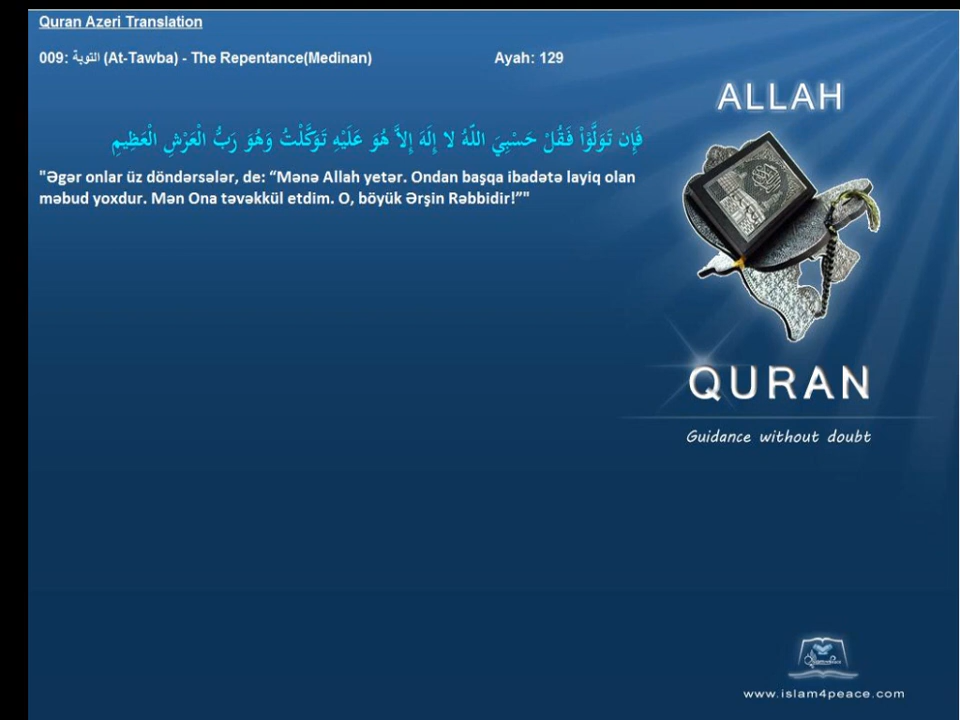 Quran Azeri Translation
009: التوبة (At-Tawba) - The Repentance(Medinan) Ayah: 129
فَإِن تَوَلَّوْاْ فَقُلْ حَسْبِيَ اللّهُ لا إِلَهَ إِلاَّ هُوَ عَلَيْهِ تَوَكَّلْتُ وَهُوَ رَبُّ الْعَرْشِ الْعَظِيمِ
"Əgər onlar üz döndərsələr, de: “Mənə Allah yetər. Ondan başqa ibadətə layiq olan
məbud yoxdur. Mən Ona təvəkkül etdim. O, böyük Ərşin Rəbbidir!”"
ALLAH
QURAN
Guidance without doubt
www.islam4peace.com